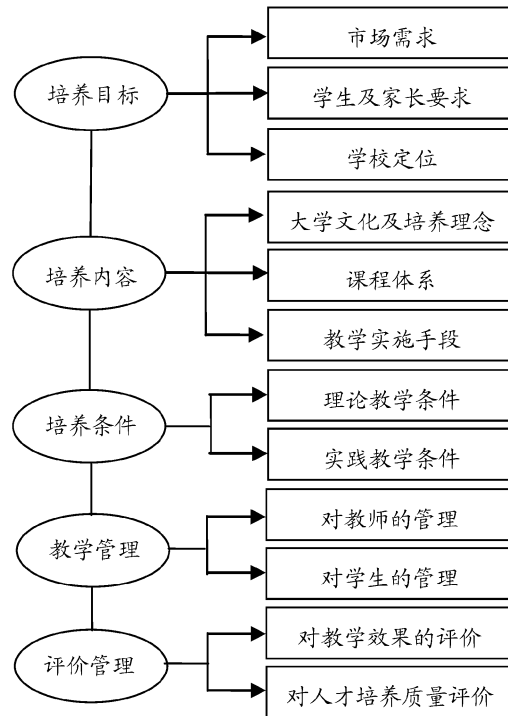 培养目标
市场需求
学生及家长要求
学校定位
培养内容
大学文化及培养理念
课程体系
教学实施手段
培养条件
理论教学条件
实践教学条件
教学管理
对教师的管理
对学生的管理
评价管理
对教学效果的评价
对人才培养质量评价